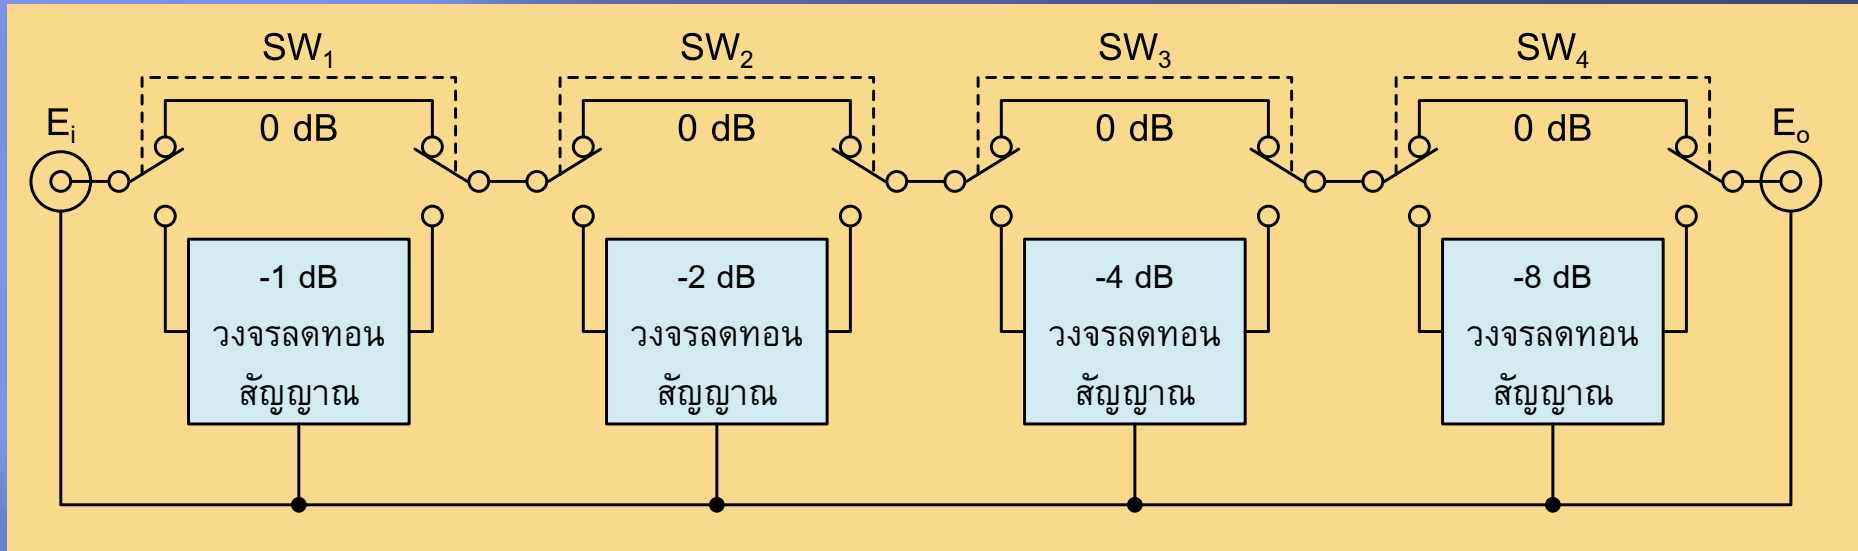 SW₁
SW₂
SW₃
SW₄
Eᵢ
0 dB
0 dB
0 dB
0 dB
Eₒ
-1 dB
วงจรลดทอน
สัญญาณ
-2 dB
วงจรลดทอน
สัญญาณ
-4 dB
วงจรลดทอน
สัญญาณ
-8 dB
วงจรลดทอน
สัญญาณ